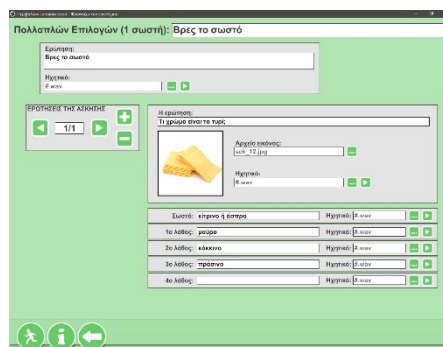 Πολλαπλών Επιλογών (1 σωστή): Βρες το σωστό
Ερώτηση:
Βρες το σωστό
Ηχητικό:
#.wav
...
ΕΡΩΤΗΣΕΙΣ ΤΗΣ ΑΣΚΗΣΗΣ
1/1
Η ερώτηση:
Τι χρώμα είναι το τυρί;
Αρχείο εικόνας:
sck_12.jpg ...
Ηχητικό:
#.wav ...
Σωστό: κίτρινο ή άσπρο Ηχητικό: #.wav ...
1ο λάθος: μαύρο Ηχητικό: #.wav ...
2ο λάθος: κόκκινο Ηχητικό: #.wav ...
3ο λάθος: πράσινο Ηχητικό: #.wav ...
4ο λάθος: Ηχητικό: #.wav ...